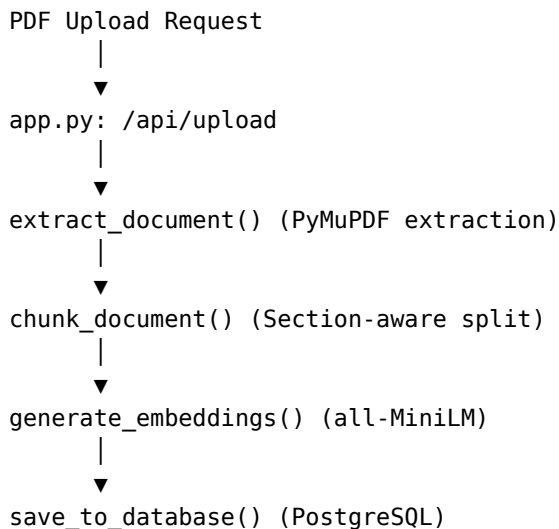 PDF Upload Request
app.py: /api/upload
extract_document() (PyMuPDF extraction)
chunk_document() (Section-aware split)
generate_embeddings() (all-MiniLM)
save_to_database() (PostgreSQL)